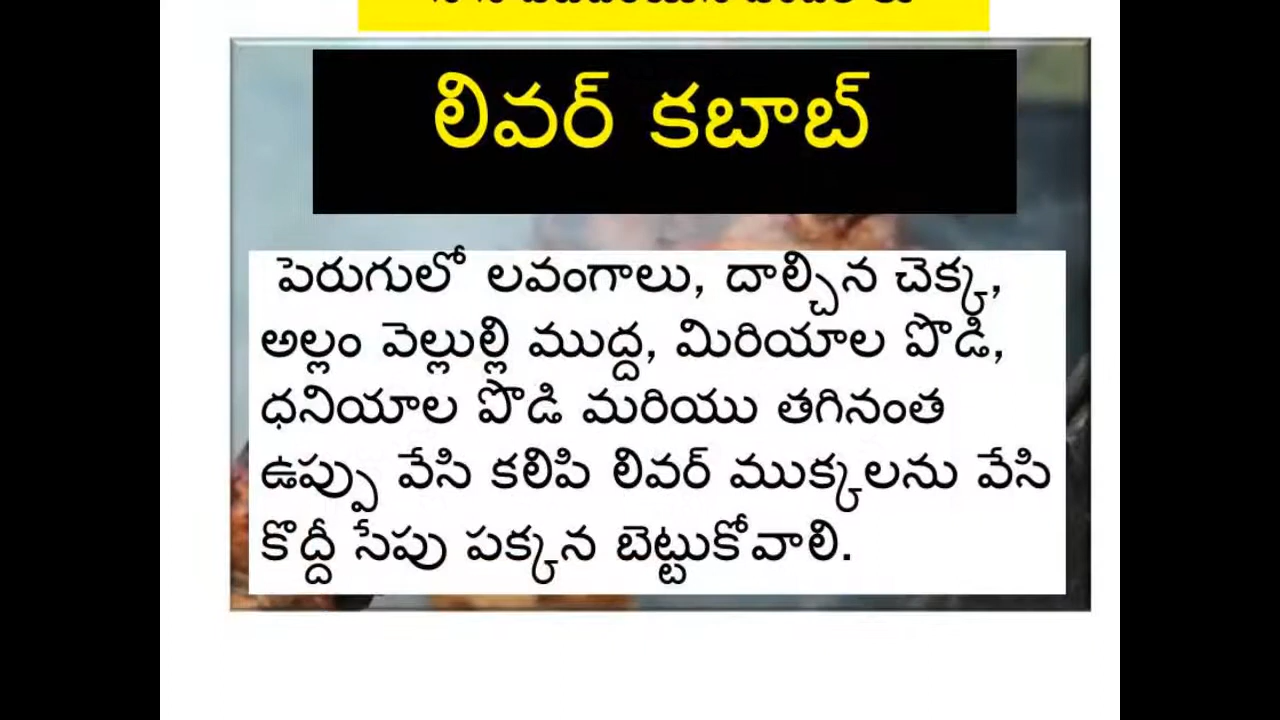 లివర్ కబాబ్
పెరుగులో లవంగాలు, దాల్చిన చెక్క,
అల్లం వెల్లుల్లి ముద్ద, మిరియాల పొడి,
ధనియాల పొడి మరియు తగినంత
ఉప్పు వేసి కలిపి లివర్ ముక్కలను వేసి
కొద్దీ సేపు పక్కన బెట్టుకోవాలి.